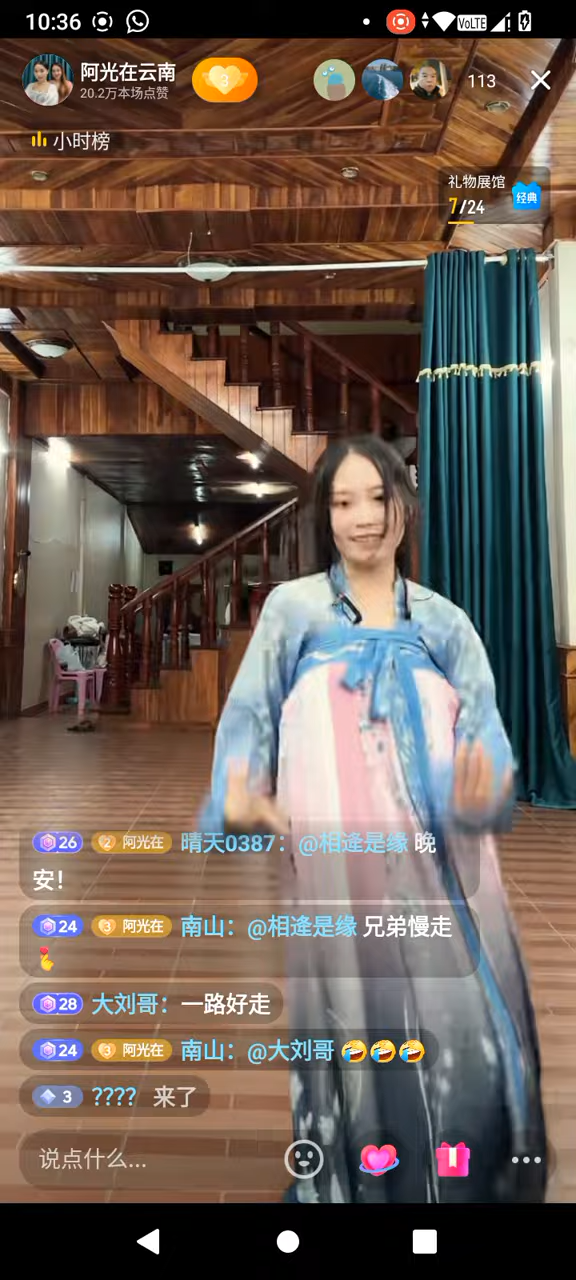 10:36
VoLTE
阿光在云南
20.2万本场点赞
3
113
小时榜
礼物展馆
7/24
经典
26 2 阿光在 晴天0387：@相逢是缘 晚
安！
24 3 阿光在 南山：@相逢是缘 兄弟慢走
28 大刘哥：一路好走
24 3 阿光在 南山：@大刘哥 🤣🤣🤣
3 ???? 来了
说点什么...